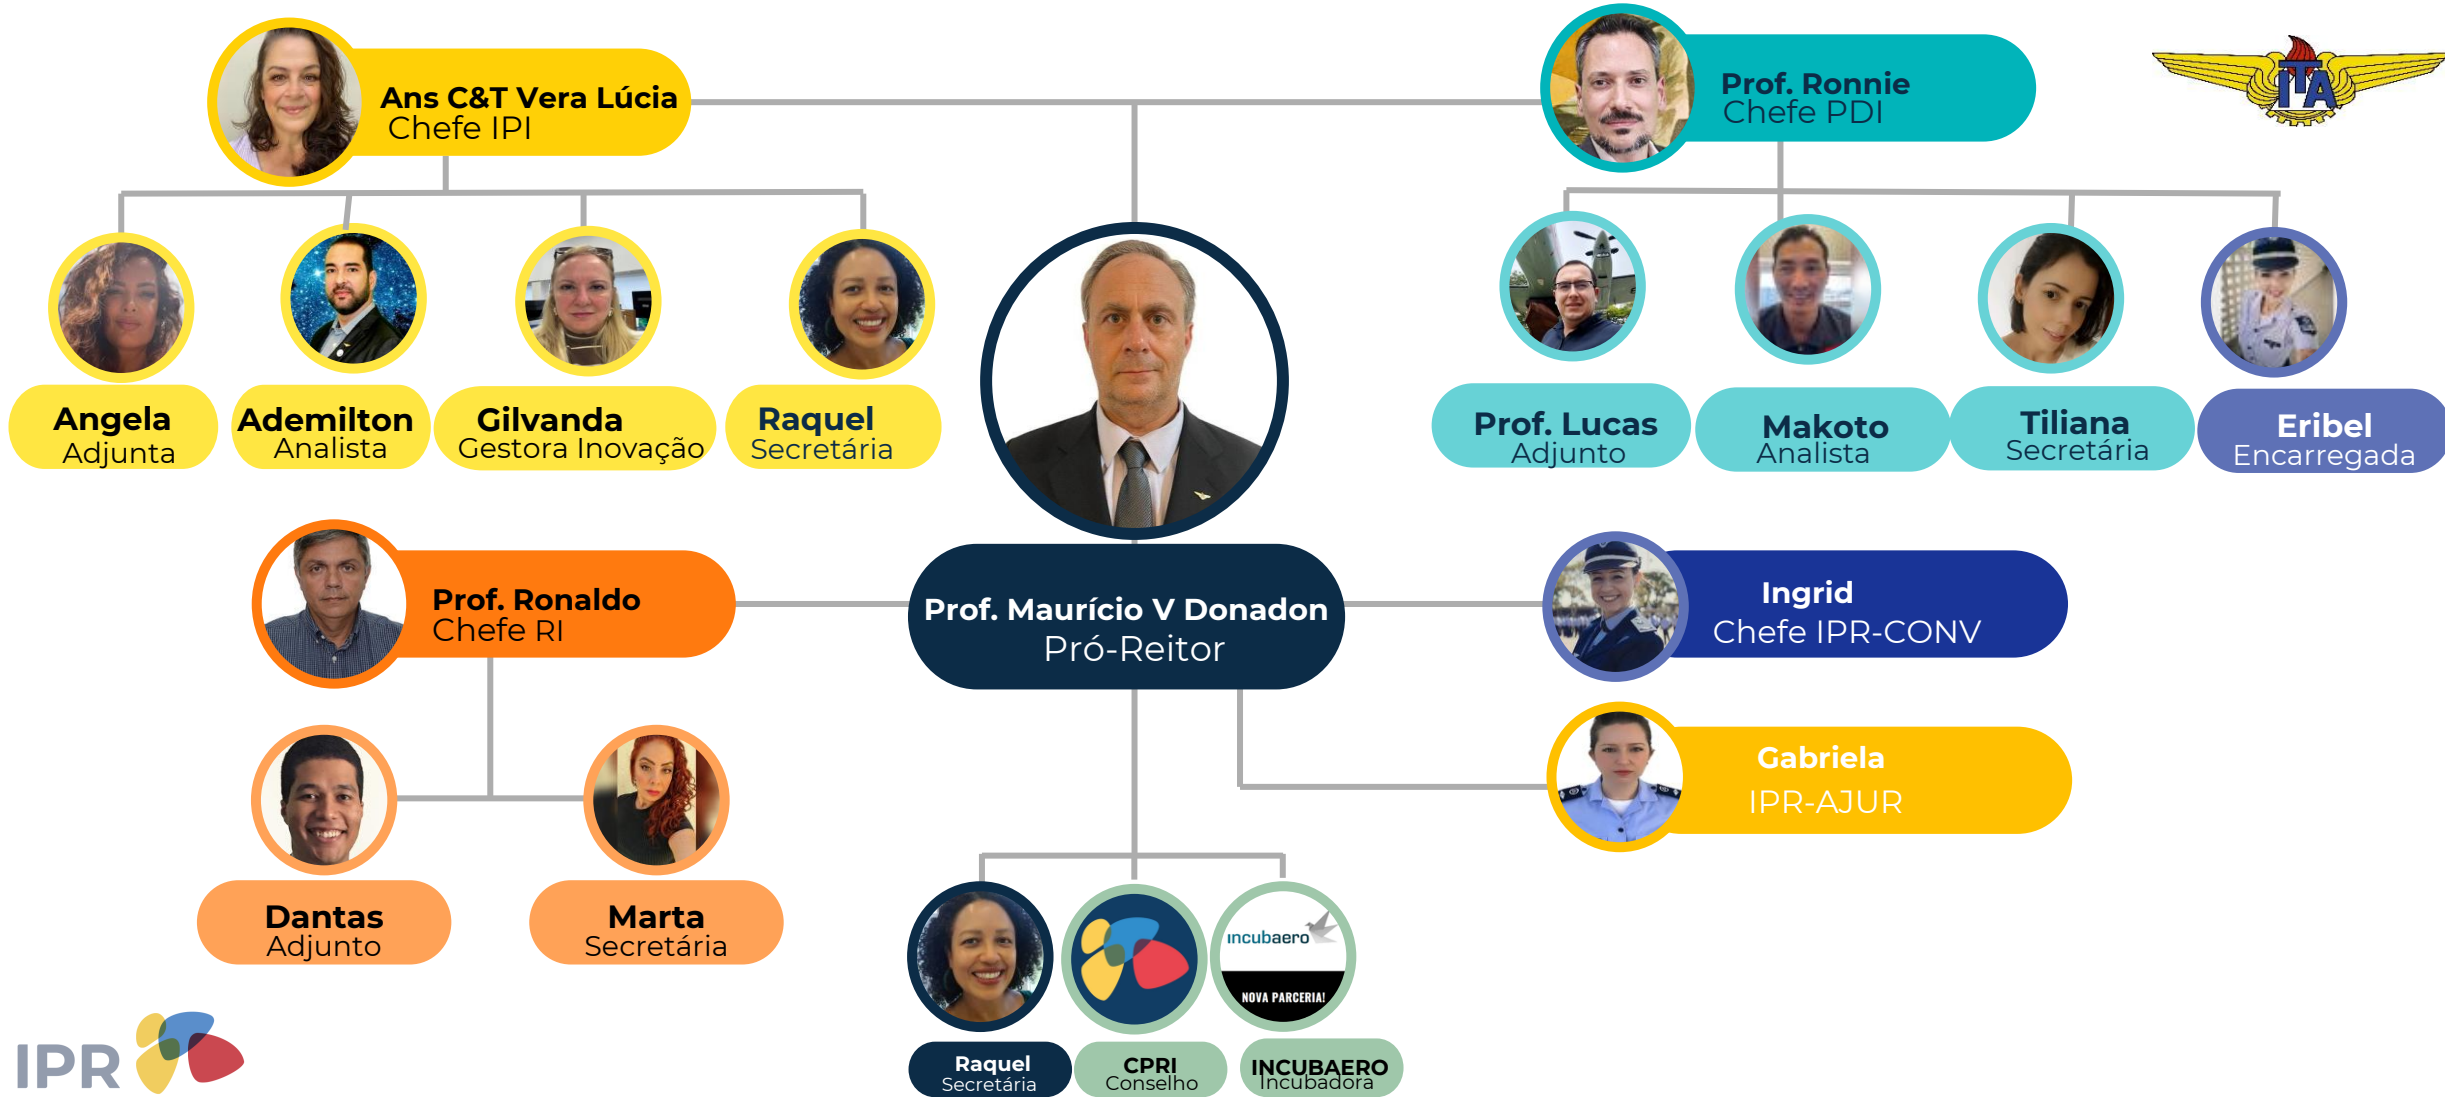 Ans C&T Vera Lúcia
Chefe IPI
Prof. Ronnie
Chefe PDI
ITA
Angela
Adjunta
Ademilton
Analista
Gilvanda
Gestora Inovação
Raquel
Secretária
Prof. Lucas
Adjunto
Makoto
Analista
Tiliana
Secretária
Eribel
Encarregada
Prof. Ronaldo
Chefe RI
Prof. Maurício V Donadon
Pró-Reitor
Ingrid
Chefe IPR-CONV
Gabriela
IPR-AJUR
Dantas
Adjunto
Marta
Secretária
incubaero
NOVA PARCERIA!
Raquel
Secretária
CPRI
Conselho
INCUBAERO
Incubadora
IPR